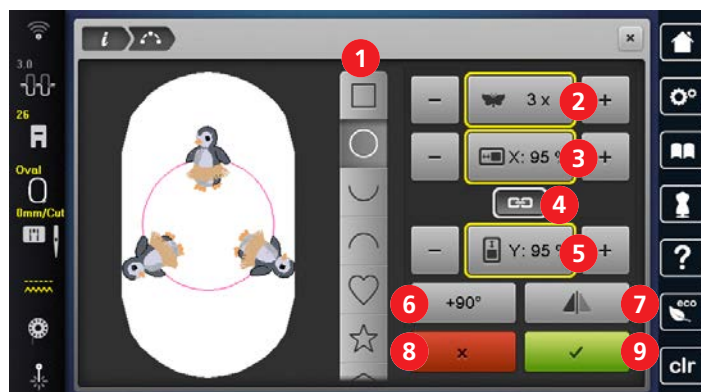 i
×
1
3.0
26
Oval
0mm/Cut
− 3 x 2 +
− X: 95 % 3 +
4
− Y: 95 % 5 +
6 +90° 7
8 × ✓ 9
?
eco
clr